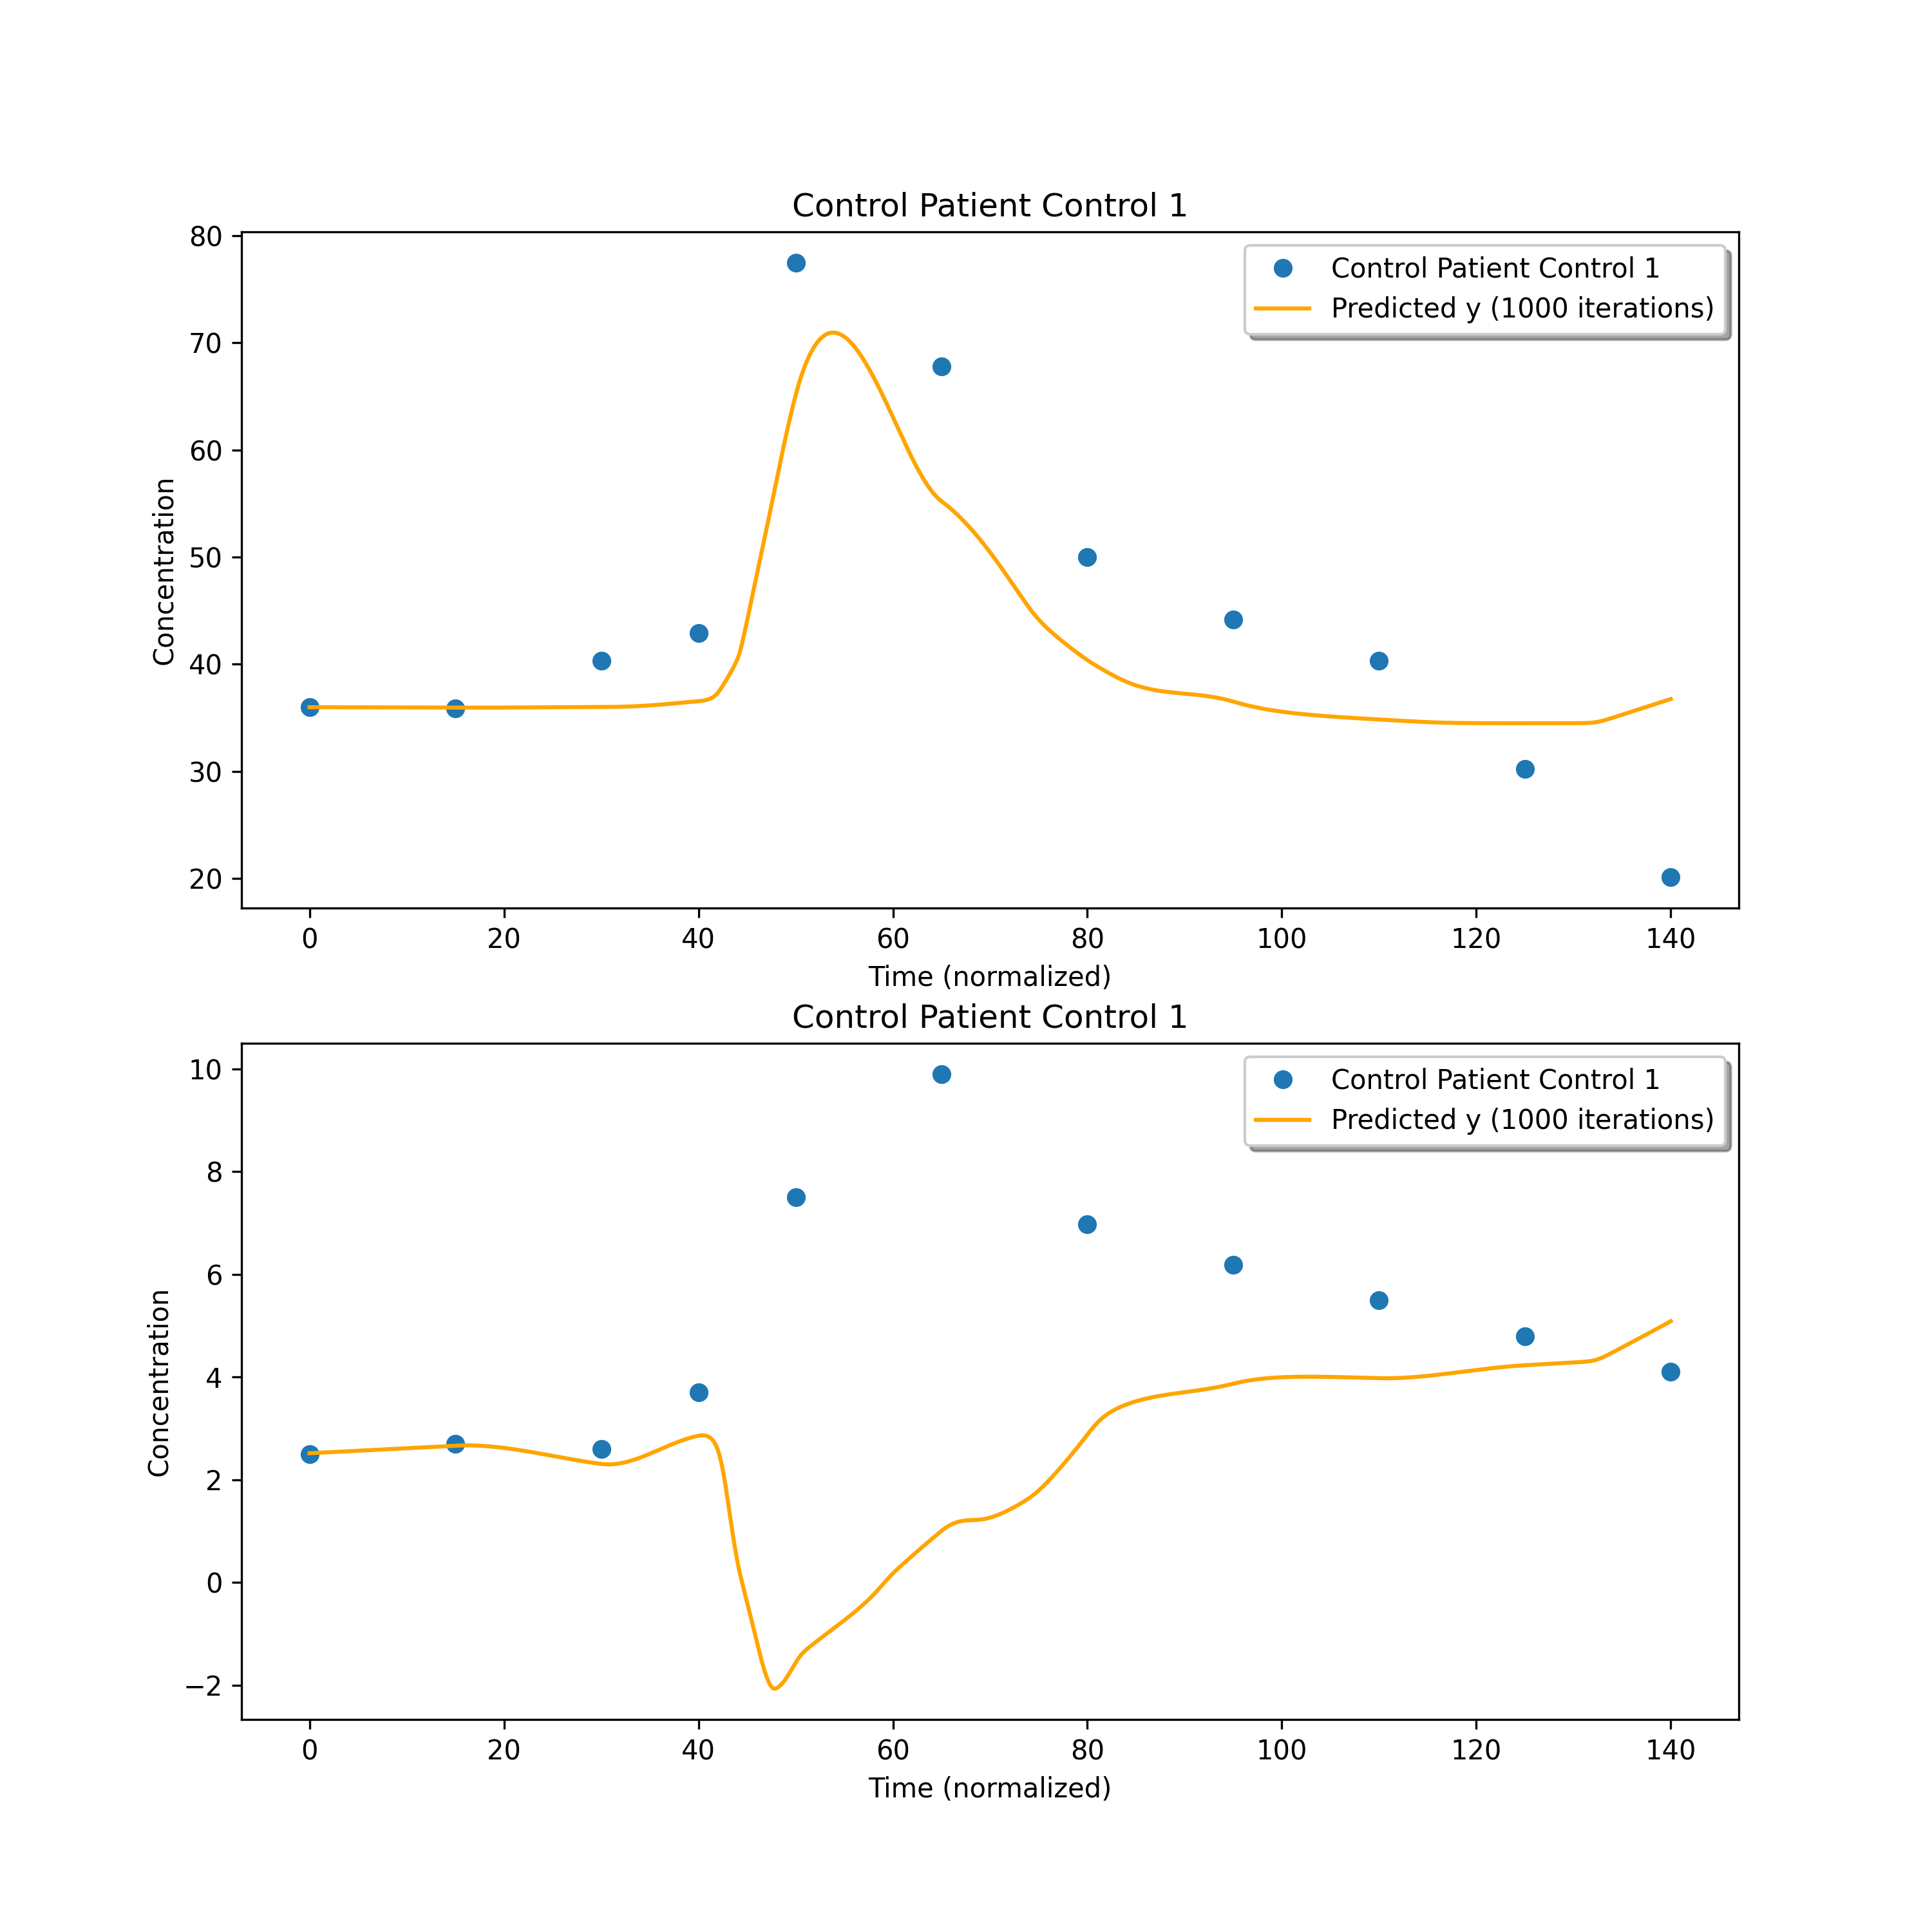 Control Patient Control 1
80
70
60
50
40
30
20
Concentration
Control Patient Control 1
Predicted y (1000 iterations)
0 20 40 60 80 100 120 140
Time (normalized)
Control Patient Control 1
10
8
6
4
2
0
−2
Concentration
Control Patient Control 1
Predicted y (1000 iterations)
0 20 40 60 80 100 120 140
Time (normalized)